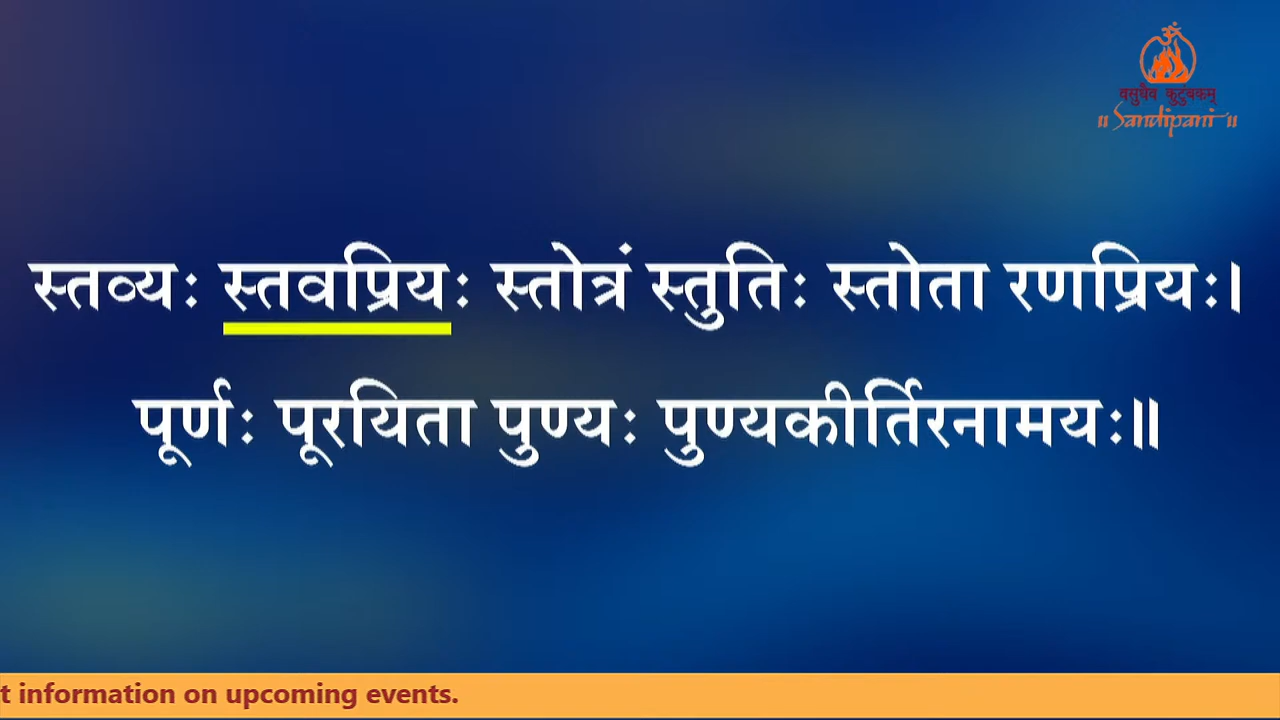 ॐ
वसुधैव कुटुंबकम्
॥ Sandipani ॥
स्तव्यः स्तवप्रियः स्तोत्रं स्तुतिः स्तोता रणप्रियः।
पूर्णः पूरयिता पुण्यः पुण्यकीर्तिरनामयः॥
t information on upcoming events.